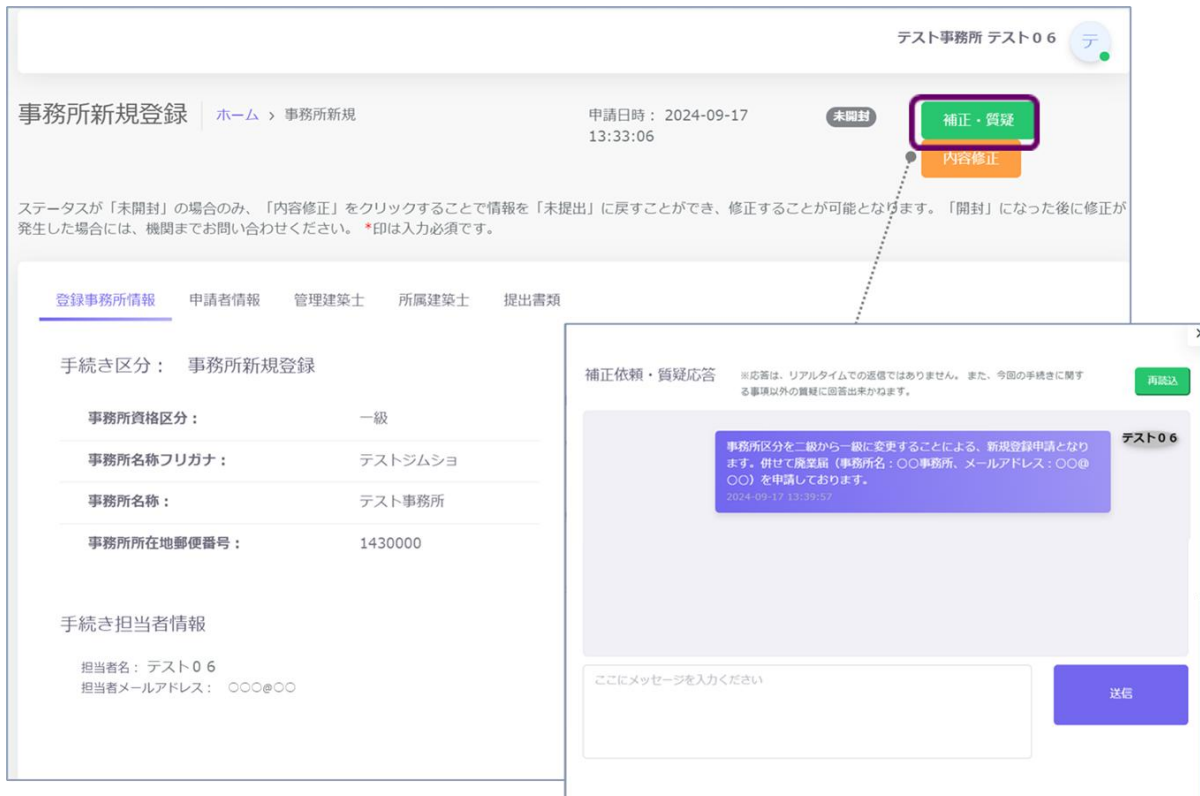 テスト事務所 テスト０６
テ
事務所新規登録
ホーム › 事務所新規
申請日時： 2024-09-17
13:33:06
未開封
補正・質疑
内容修正
ステータスが「未開封」の場合のみ、「内容修正」をクリックすることで情報を「未提出」に戻すことができ、修正することが可能となります。「開封」になった後に修正が
発生した場合には、機関までお問い合わせください。 *印は入力必須です。
登録事務所情報 申請者情報 管理建築士 所属建築士 提出書類
手続き区分： 事務所新規登録
事務所資格区分： 一級
事務所名称フリガナ： テストジムショ
事務所名称： テスト事務所
事務所所在地郵便番号： 1430000
手続き担当者情報
担当者名： テスト０６
担当者メールアドレス： ○○○@○○
補正依頼・質疑応答
※応答は、リアルタイムでの返信ではありません。 また、今回の手続きに関す
る事項以外の質疑に回答出来かねます。
再読込
テスト０６
事務所区分を二級から一級に変更することによる、新規登録申請となり
ます。併せて廃業届（事務所名：○○事務所、メールアドレス：○○@
○○）を申請しております。
2024-09-17 13:39:57
ここにメッセージを入力ください
送信